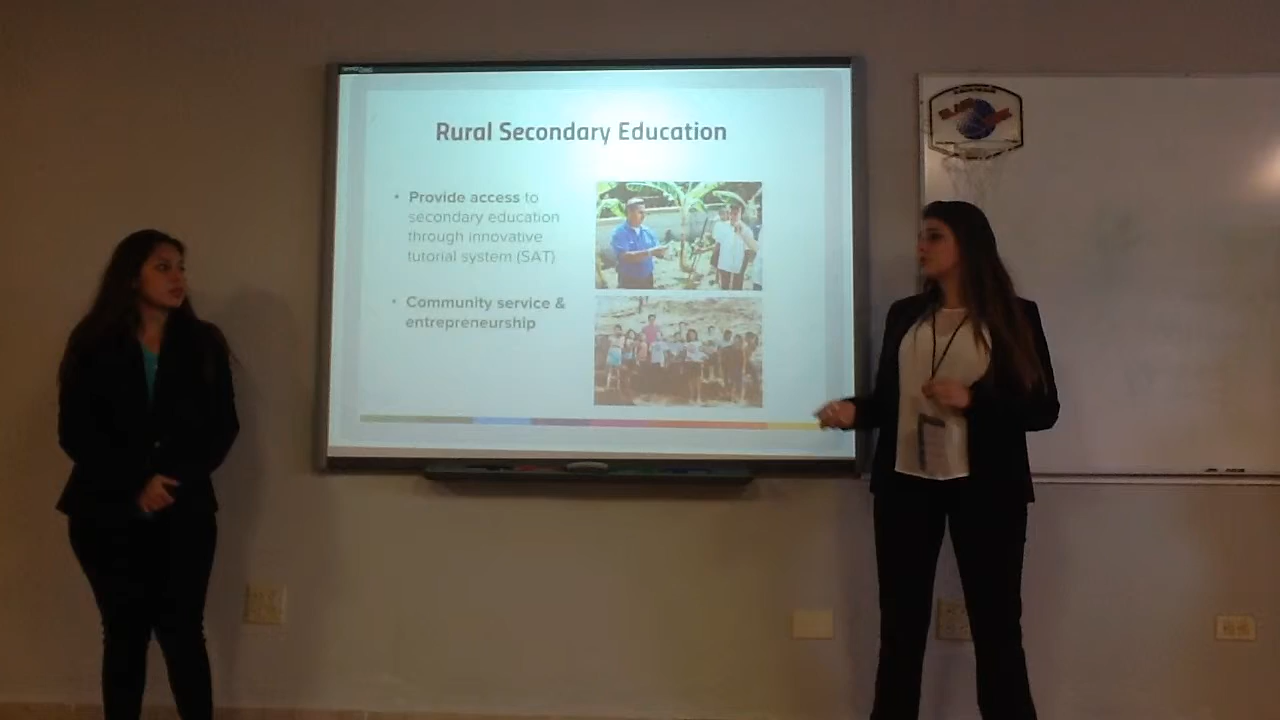 Rural Secondary Education
• Provide access to
secondary education
through innovative
tutorial system (SAT)
• Community service &
entrepreneurship